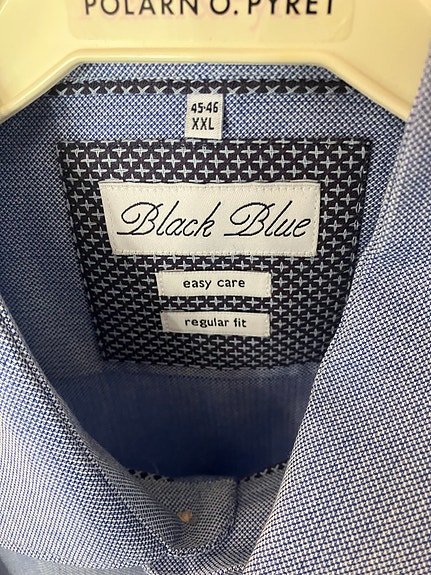 POLARN O. PYRET
45-46
XXL
Black Blue
easy care
regular fit